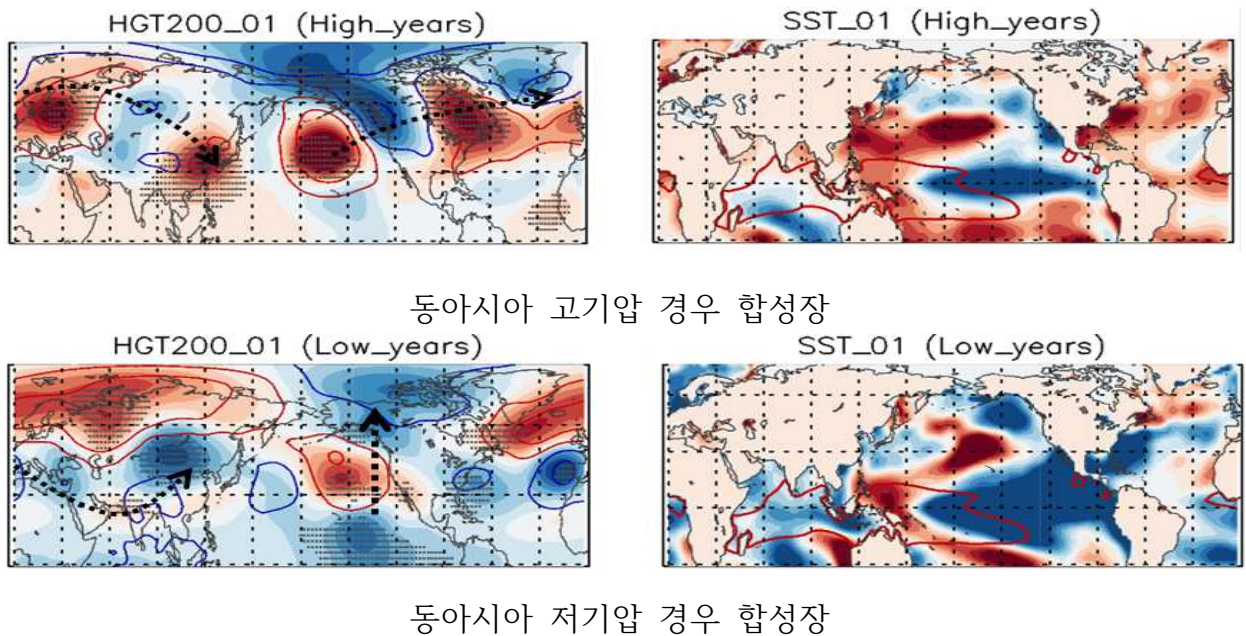 HGT200_01 (High_years)
SST_01 (High_years)
동아시아 고기압 경우 합성장
HGT200_01 (Low_years)
SST_01 (Low_years)
동아시아 저기압 경우 합성장